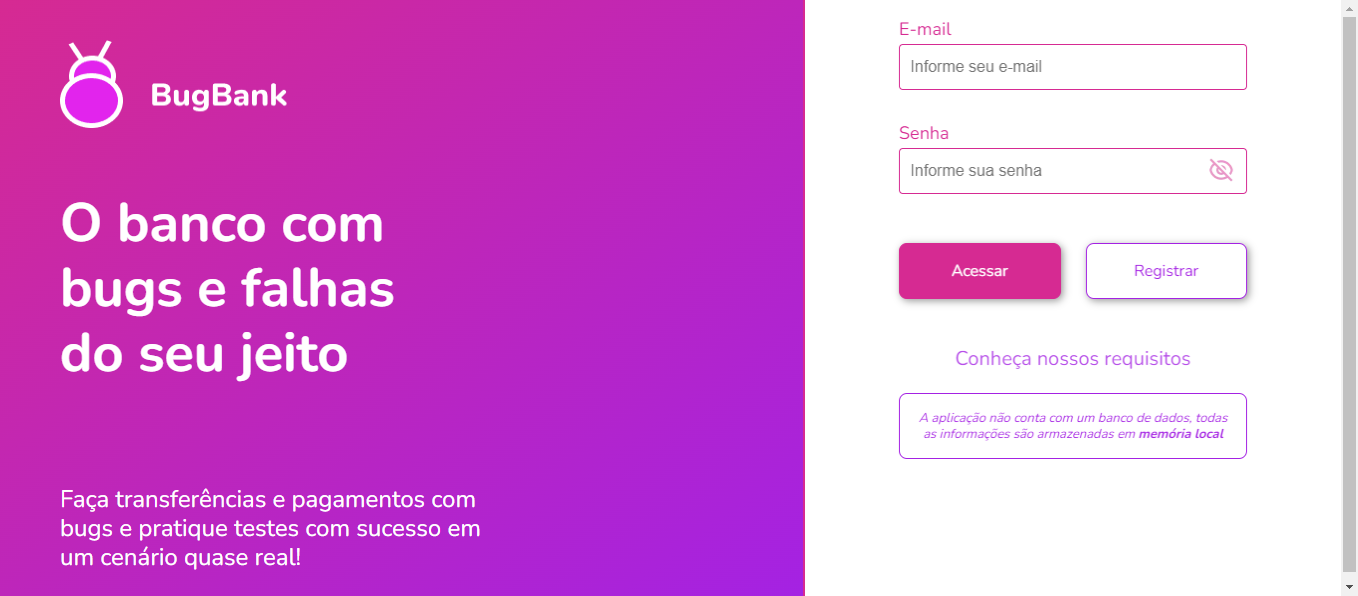 BugBank
O banco com
bugs e falhas
do seu jeito
Faça transferências e pagamentos com
bugs e pratique testes com sucesso em
um cenário quase real!
E-mail
Informe seu e-mail
Senha
Informe sua senha
Acessar
Registrar
Conheça nossos requisitos
A aplicação não conta com um banco de dados, todas
as informações são armazenadas em memória local